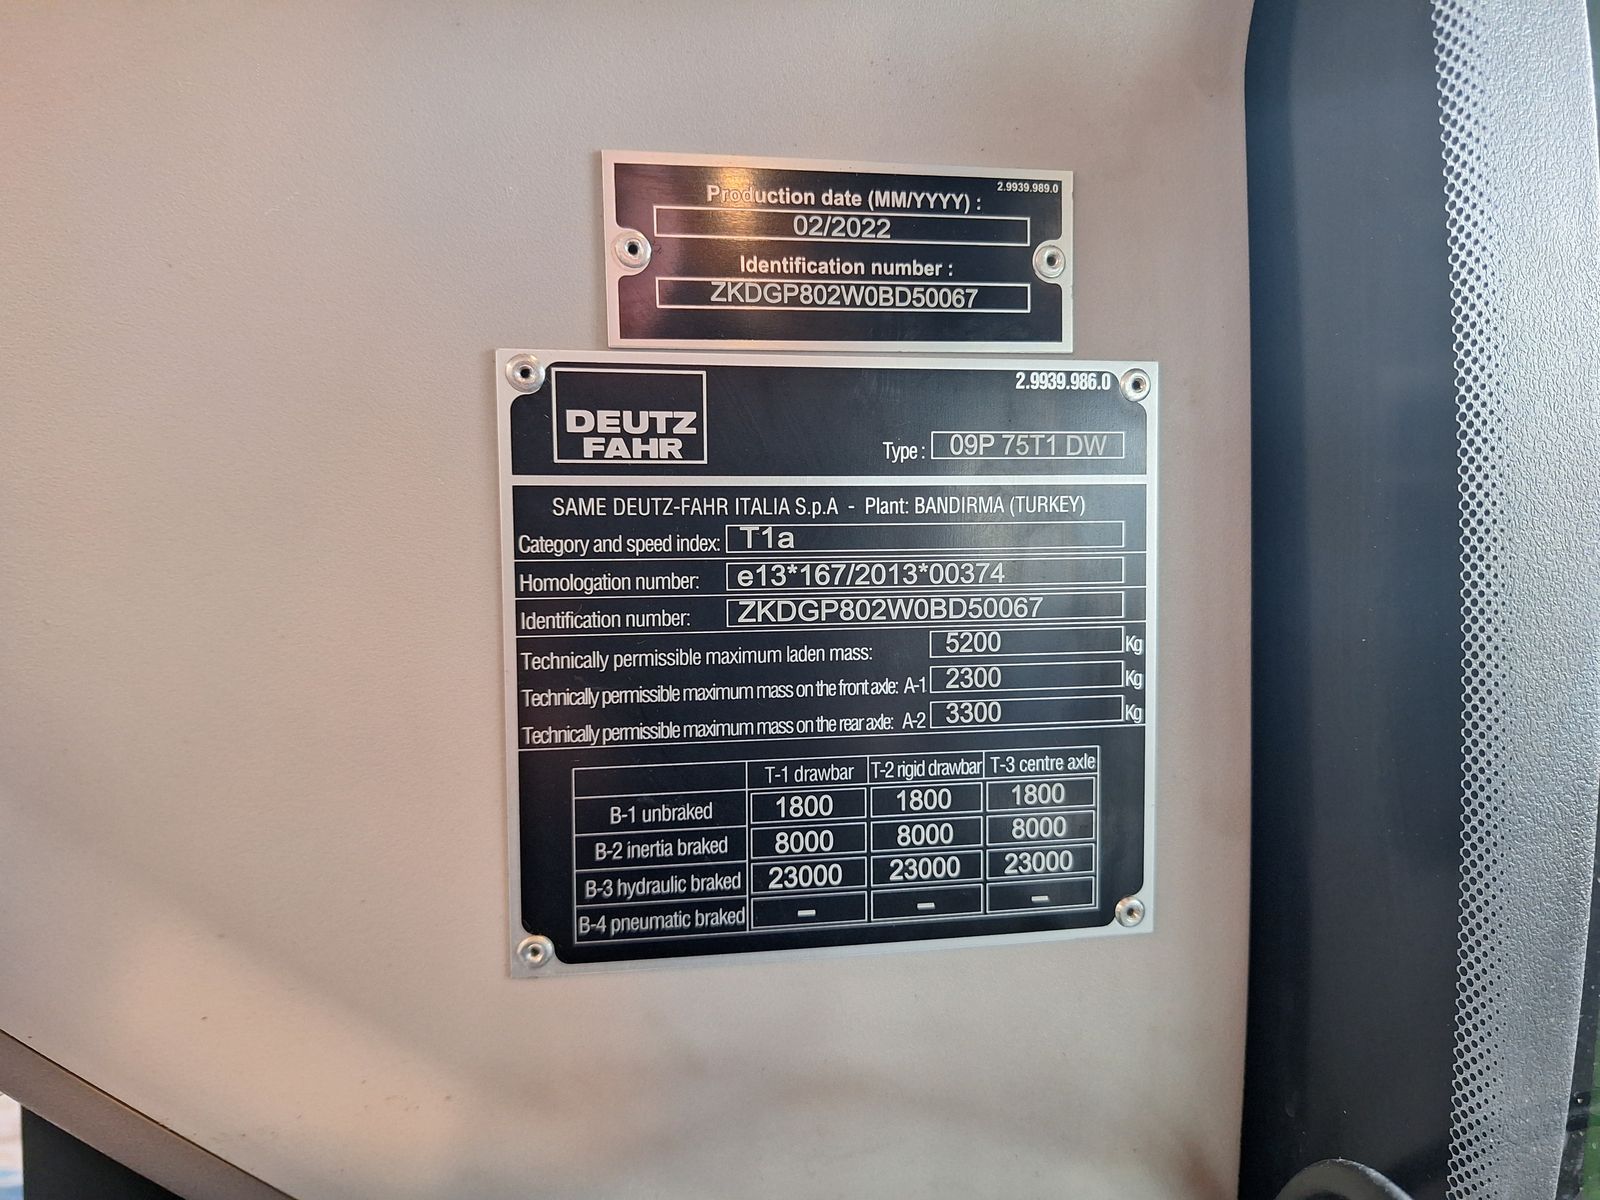 2.9939.989.0
Production date (MM/YYYY) :
02/2022
Identification number :
ZKDGP802W0BD50067
DEUTZ
FAHR
2.9939.986.0
Type : 09P 75T1 DW
SAME DEUTZ-FAHR ITALIA S.p.A - Plant: BANDIRMA (TURKEY)
Category and speed index: T1a
Homologation number: e13*167/2013*00374
Identification number: ZKDGP802W0BD50067
Technically permissible maximum laden mass: 5200 Kg
Technically permissible maximum mass on the front axle: A-1 2300 Kg
Technically permissible maximum mass on the rear axle: A-2 3300 Kg
T-1 drawbar T-2 rigid drawbar T-3 centre axle
B-1 unbraked 1800 1800 1800
B-2 inertia braked 8000 8000 8000
B-3 hydraulic braked 23000 23000 23000
B-4 pneumatic braked - - -